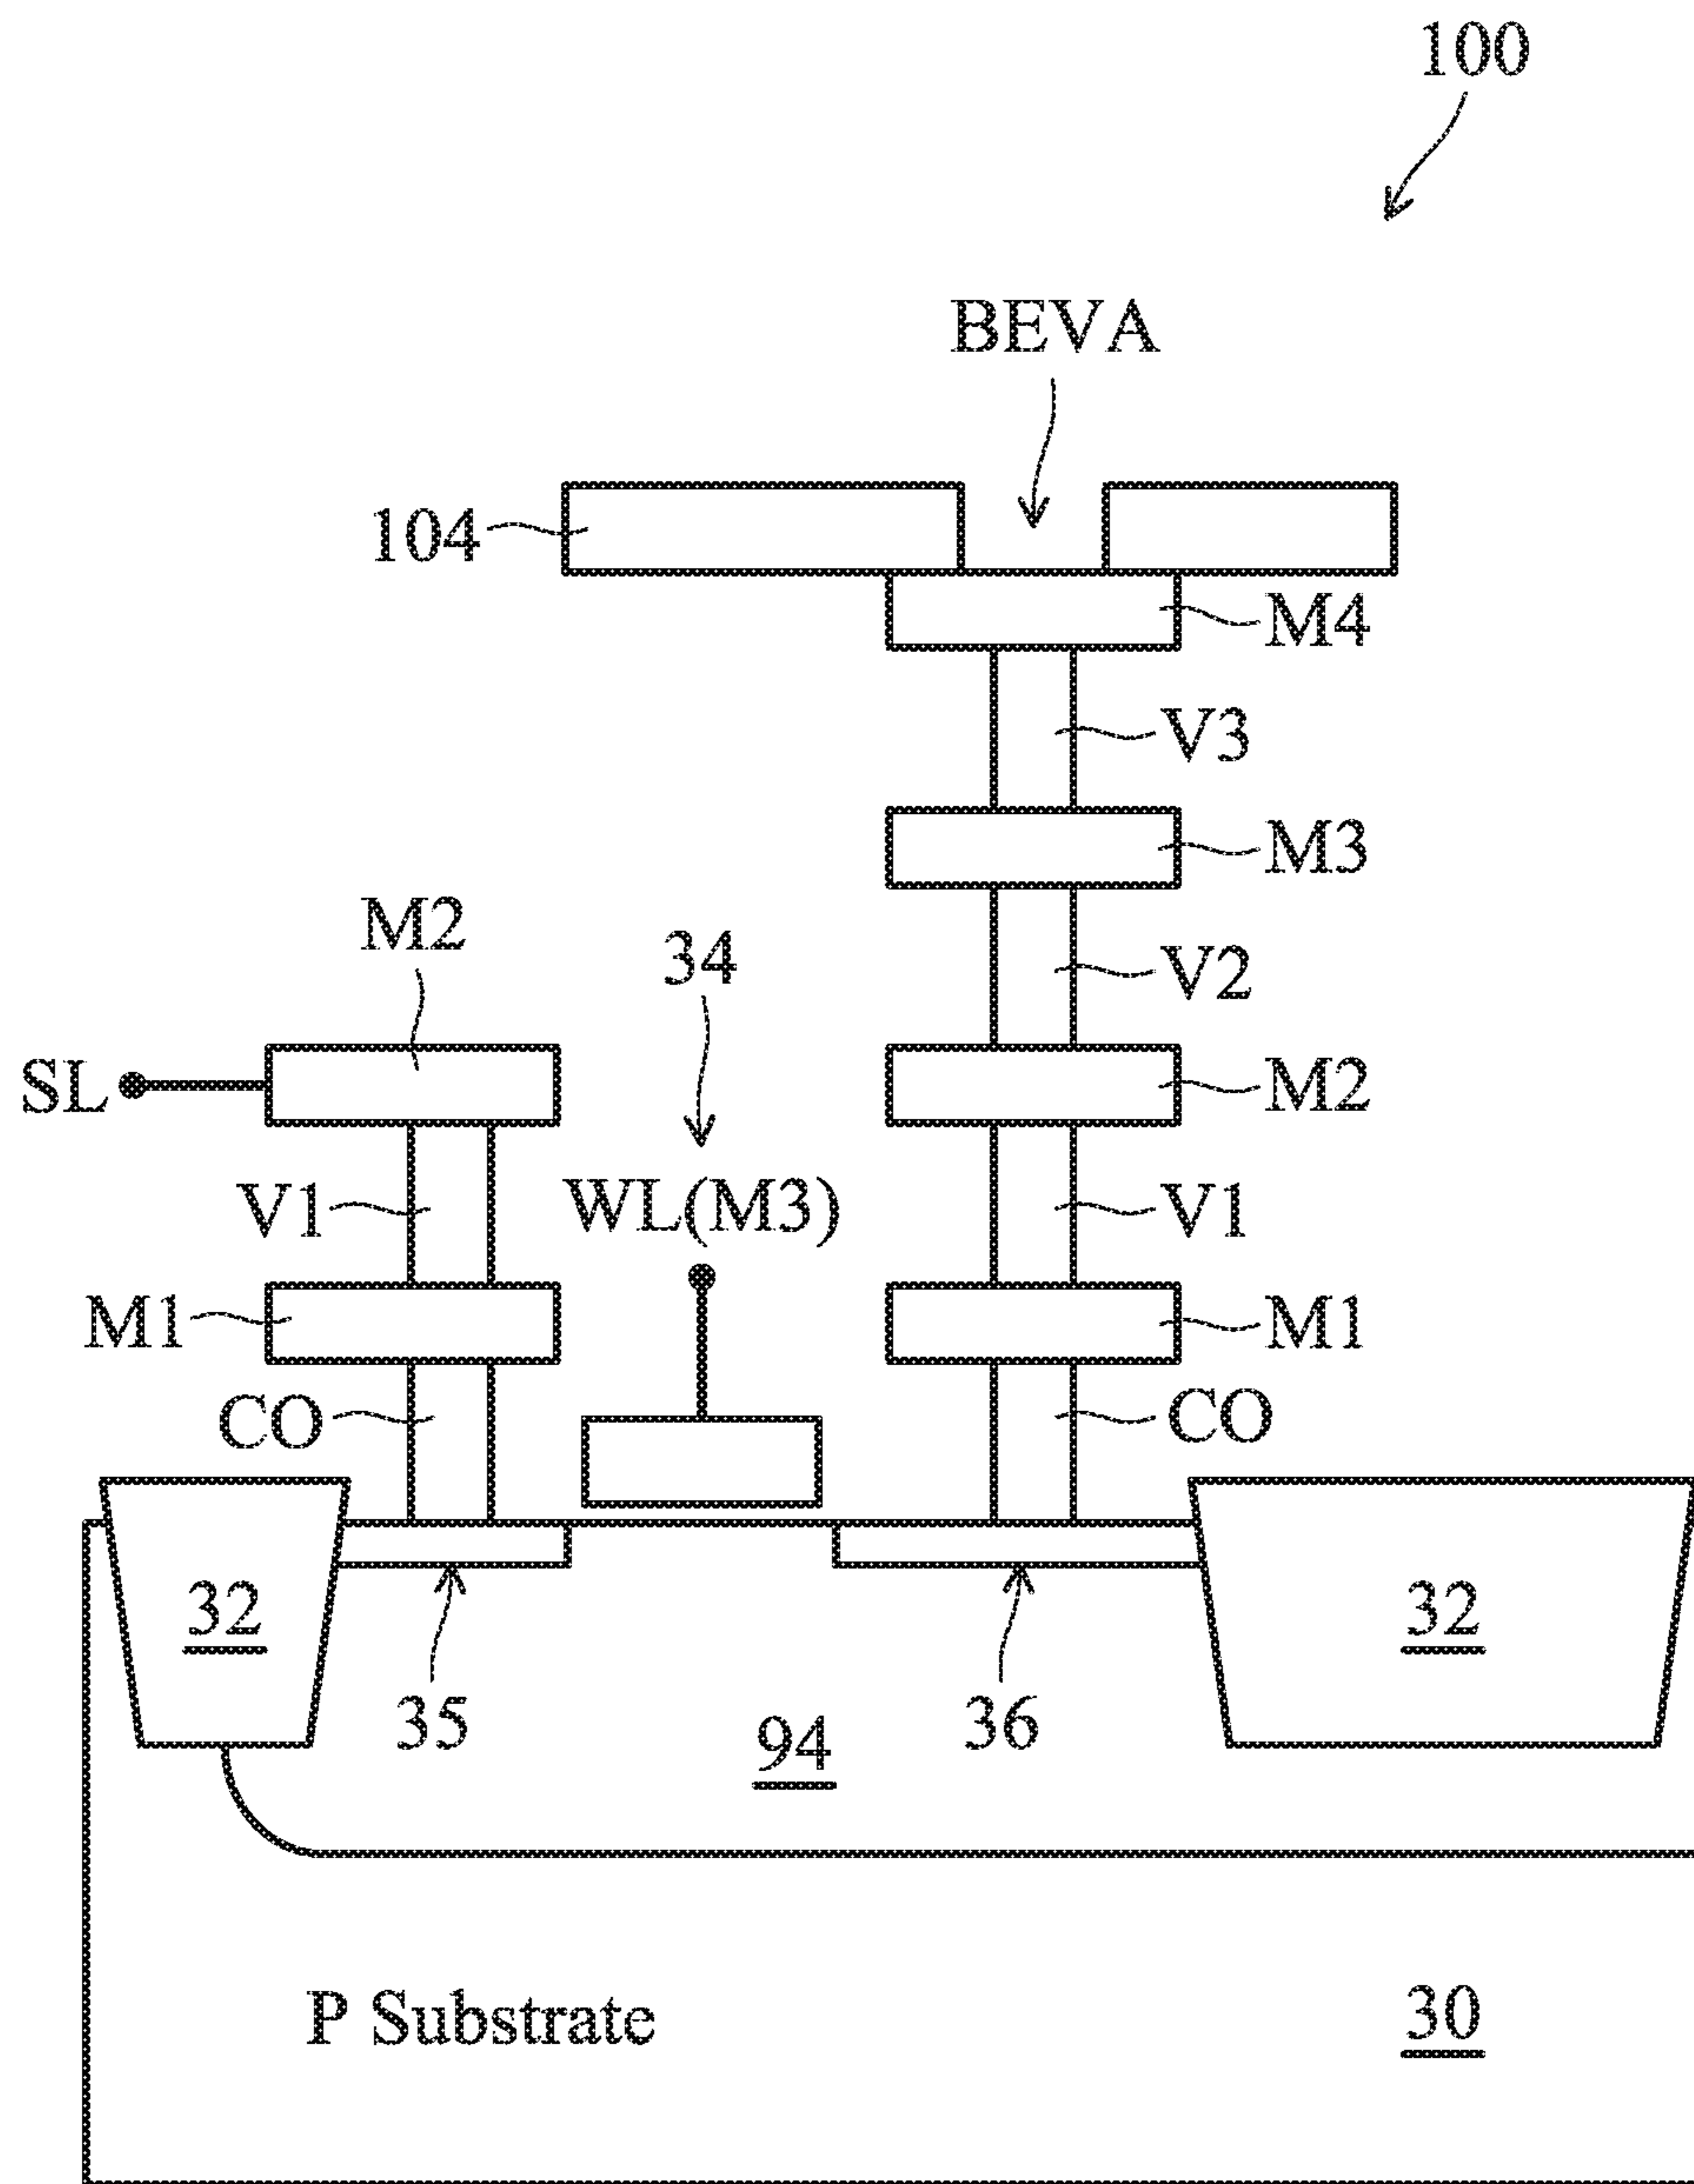 100
BEVA
104
M4
V3
M3
M2
34
V2
SL
M2
V1
WL(M3)
V1
M1
M1
CO
CO
32
32
35
36
94
P Substrate
30